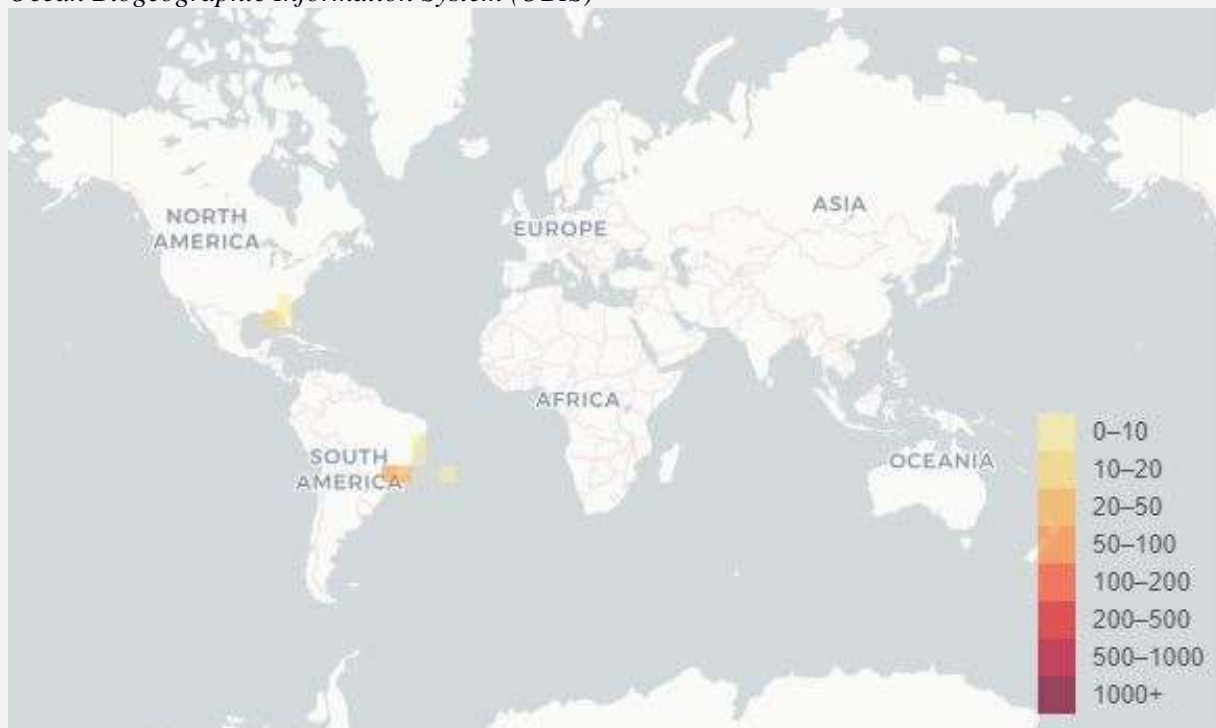 Ocean Biogeographic Information System (OBIS)
NORTH
AMERICA
EUROPE
ASIA
AFRICA
SOUTH
AMERICA
OCEANIA
0–10
10–20
20–50
50–100
100–200
200–500
500–1000
1000+